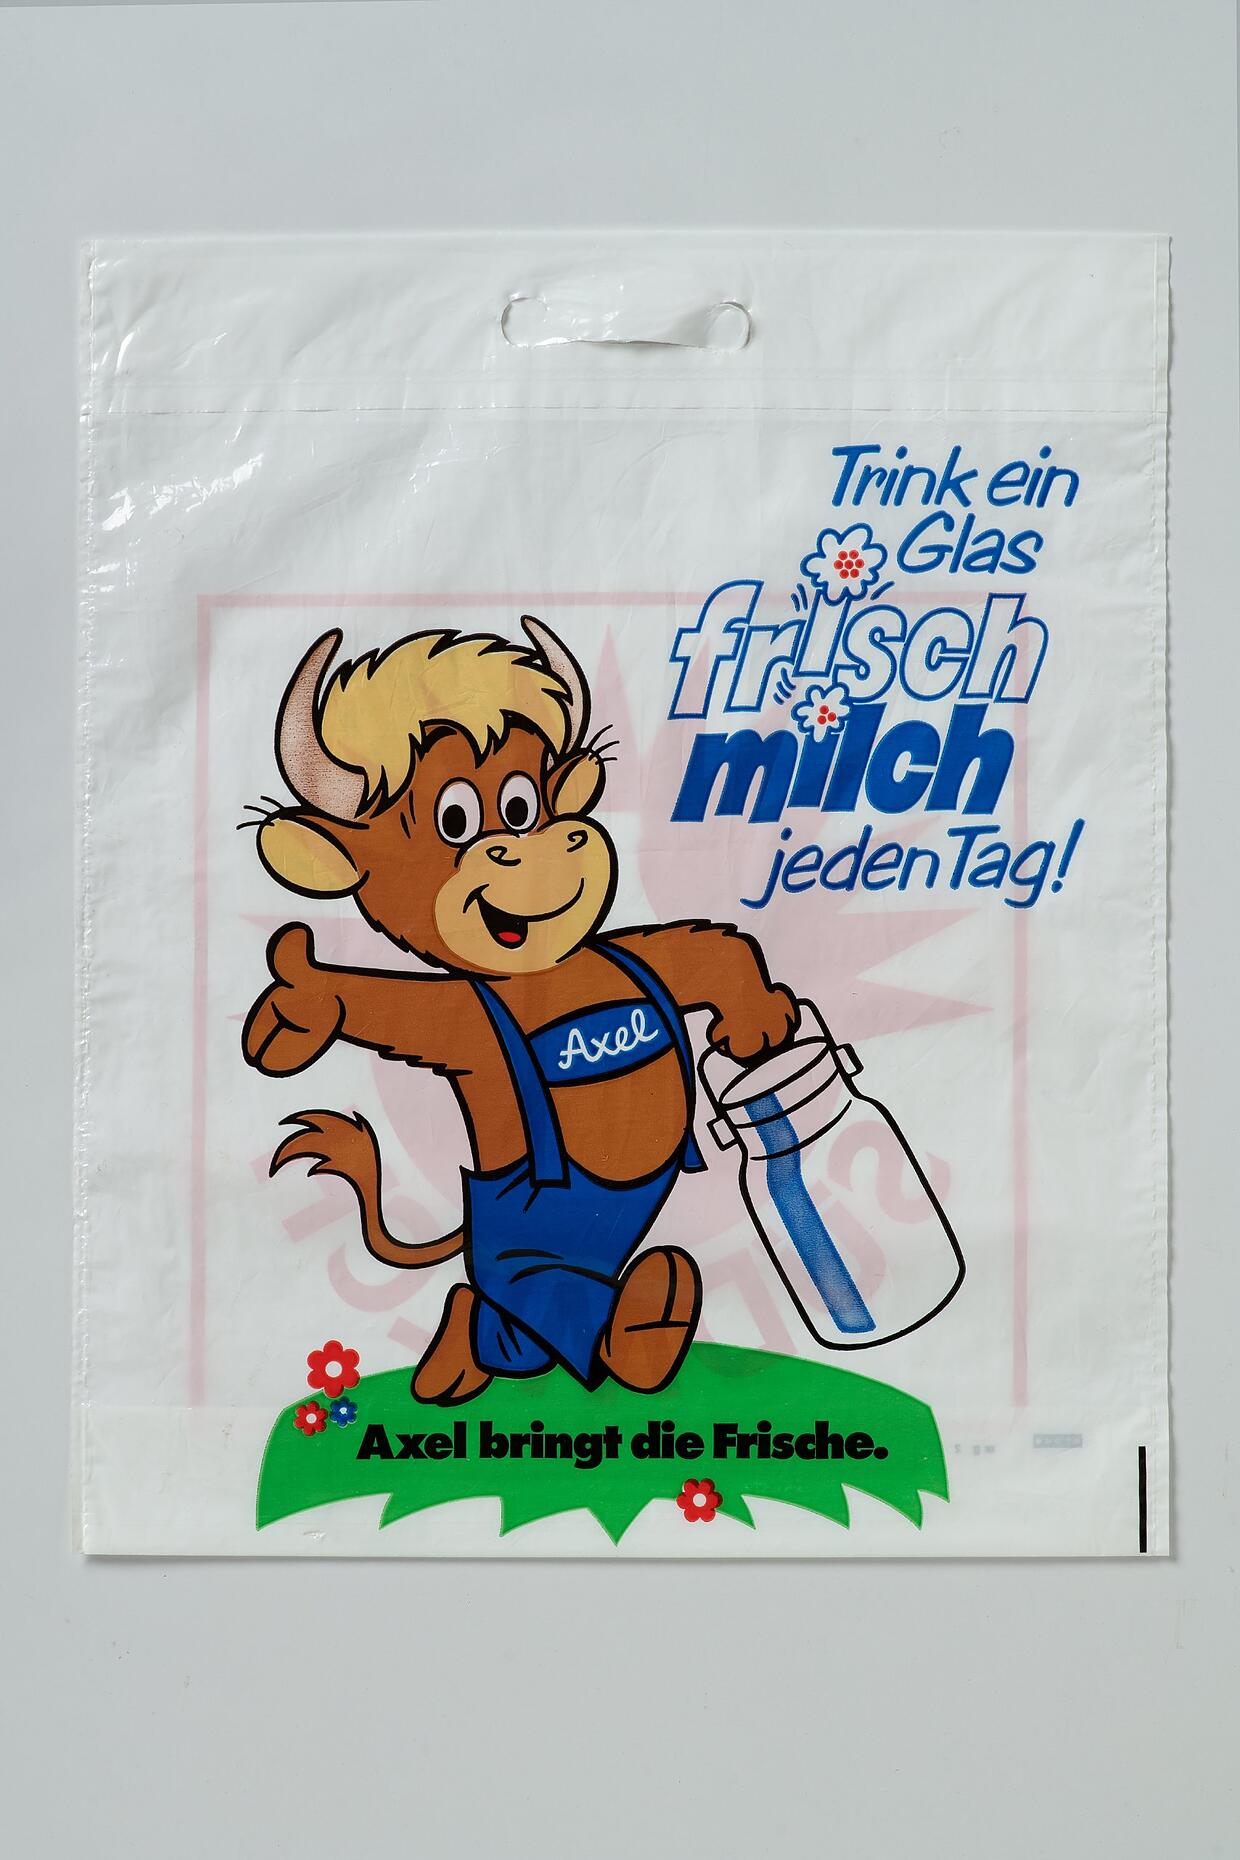 Trink ein
Glas
frisch
milch
jeden Tag!
Axel
Axel bringt die Frische.